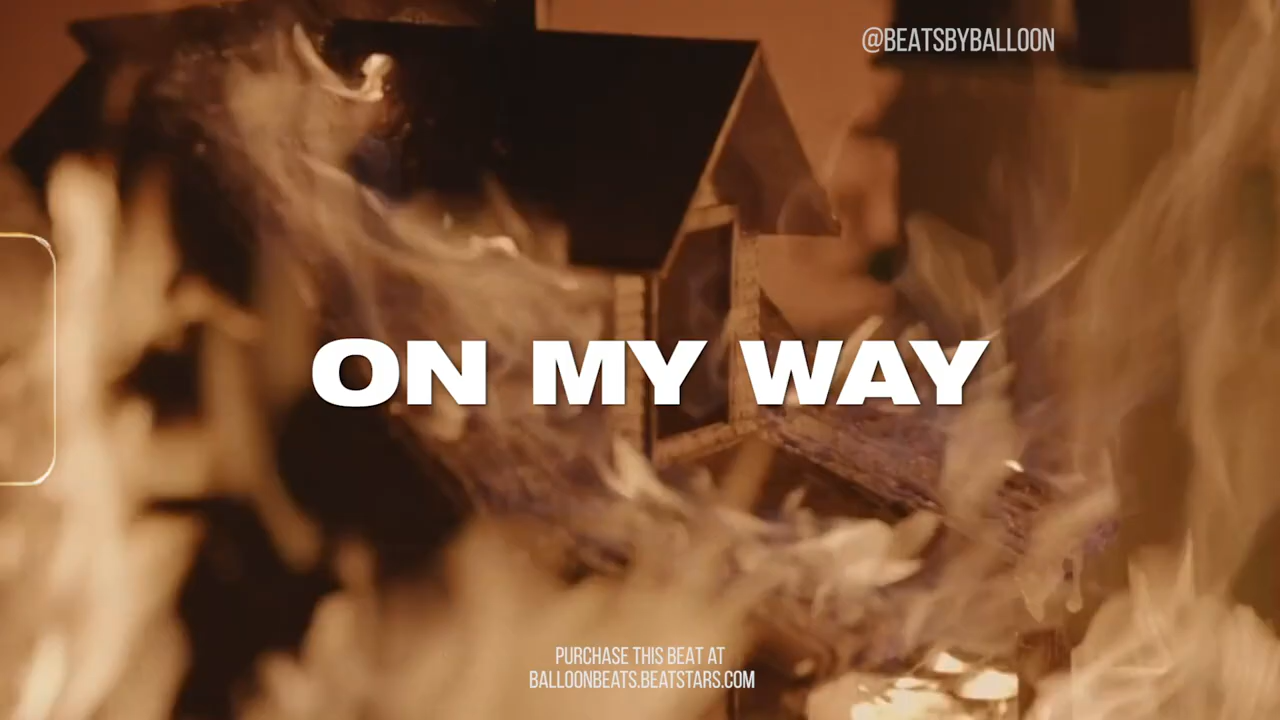 @BEATSBYBALLOON
ON MY WAY
PURCHASE THIS BEAT AT
BALLOONBEATS.BEATSTARS.COM